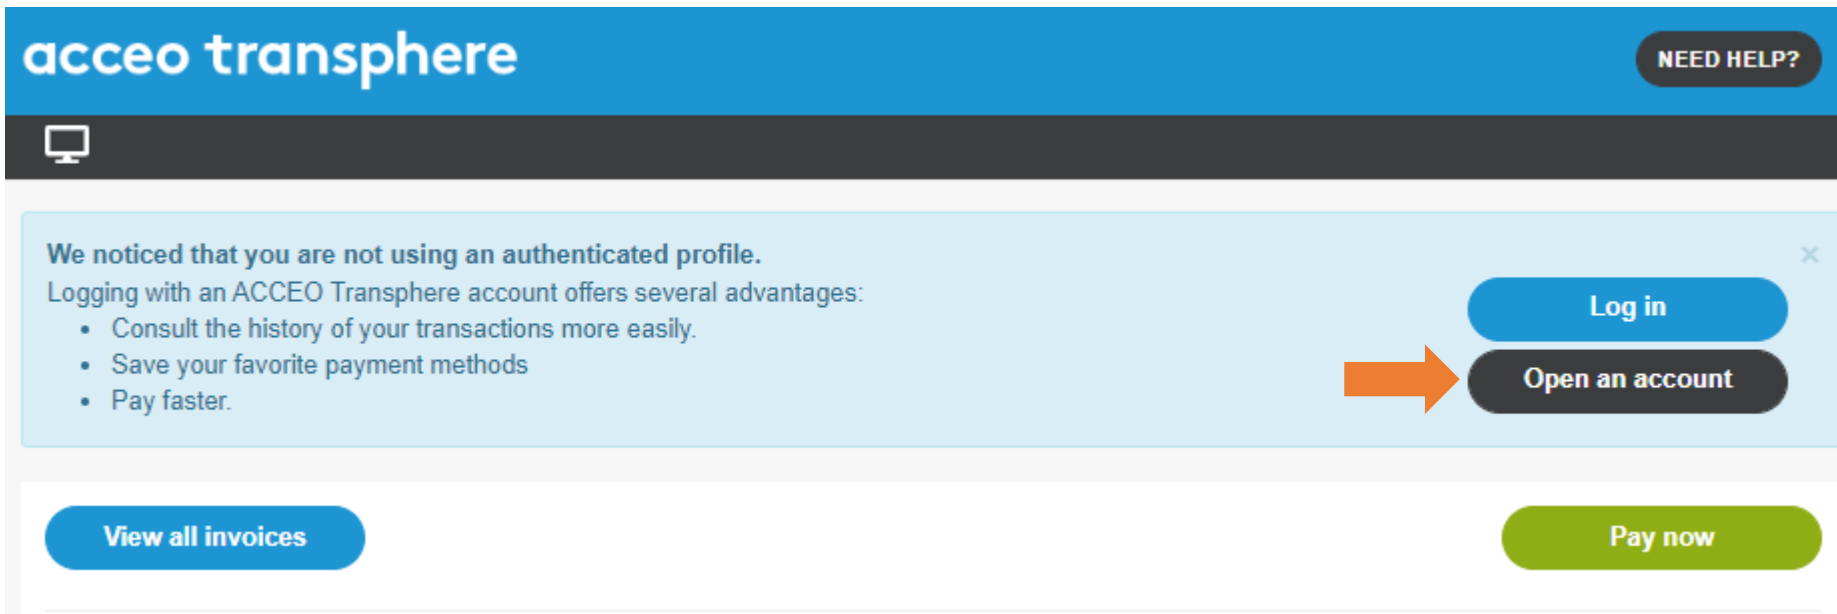 acceo transphere
NEED HELP?
We noticed that you are not using an authenticated profile.
Logging with an ACCEO Transphere account offers several advantages:
• Consult the history of your transactions more easily.
• Save your favorite payment methods
• Pay faster.
×
Log in
Open an account
View all invoices
Pay now